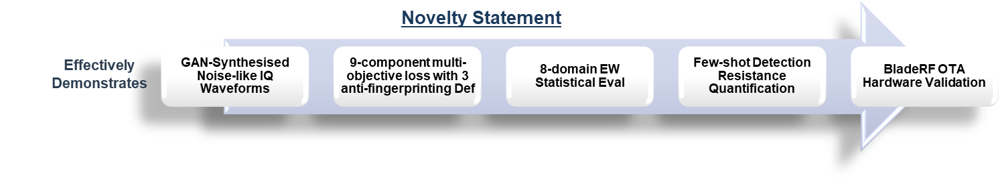 Novelty Statement
Effectively
Demonstrates
GAN-Synthesised
Noise-like IQ
Waveforms
9-component multi-
objective loss with 3
anti-fingerprinting Def
8-domain EW
Statistical Eval
Few-shot Detection
Resistance
Quantification
BladeRF OTA
Hardware Validation